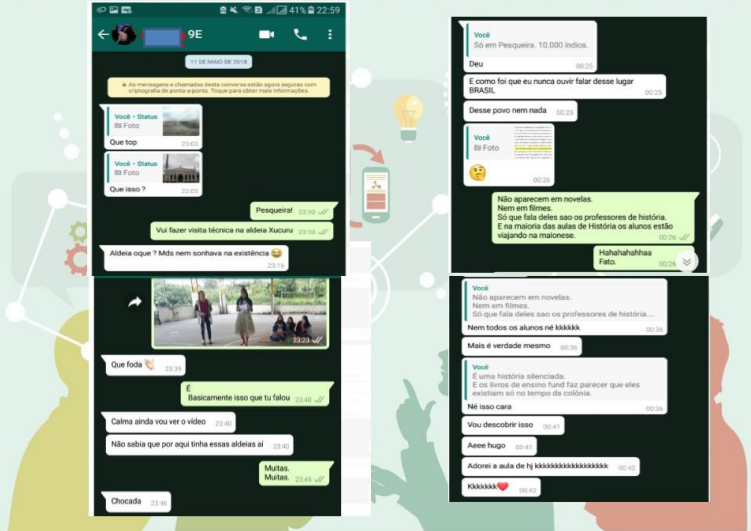 41% 22:59
9E
11 DE MAIO DE 2018
As mensagens e chamadas desta conversa estão agora seguras com
criptografia de ponta-a-ponta. Toque para obter mais informações.
Você • Status
Foto
Que top 23:03
Você • Status
Foto
Que isso ? 23:03
Pesqueira! 23:10
Vui fazer visita técnica na aldeia Xucuru 23:10
Aldeia oque ? Mds nem sonhava na existência
23:16
23:23
Que foda 23:39
É
Basicamente isso que tu falou 23:40
Calma ainda vou ver o vídeo 23:40
Não sabia que por aqui tinha essas aldeias aí 23:40
Muitas.
Muitas. 23:45
Chocada 23:46
Você
Só em Pesqueira. 10.000 índios.
Deu 00:25
E como foi que eu nunca ouvir falar desse lugar
BRASIL 00:25
Desse povo nem nada 00:25
Você
Foto
00:26
Não aparecem em novelas.
Nem em filmes.
Só que fala deles sao os professores de história.
E na maioria das aulas de História os alunos estão
viajando na maionese. 00:26
Hahahahahhaa
Fato. 00:26
Você
Não aparecem em novelas.
Nem em filmes.
Só que fala deles sao os professores de história...
Nem todos os alunos né kkkkkk 00:36
Mais é verdade mesmo 00:36
Você
É uma história silenciada.
E os livros de ensino fund faz parecer que eles
existiam só no tempo da colônia.
Né isso cara 00:36
Vou descobrir isso 00:41
Aeee hugo 00:41
Adorei a aula de hj kkkkkkkkkkkkkkkkkk 00:42
Kkkkkkk 00:42